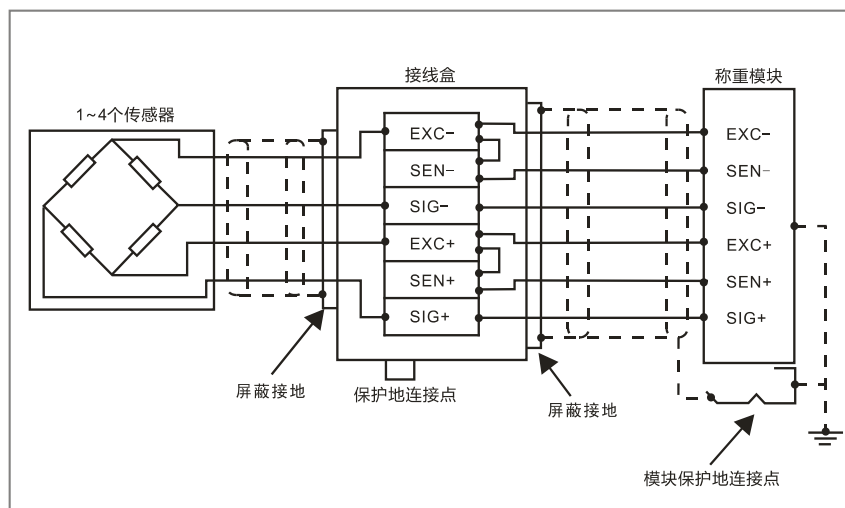 接线盒
称重模块
1~4个传感器
EXC−
SEN−
SIG−
EXC+
SEN+
SIG+
EXC−
SEN−
SIG−
EXC+
SEN+
SIG+
屏蔽接地
保护地连接点
屏蔽接地
模块保护地连接点